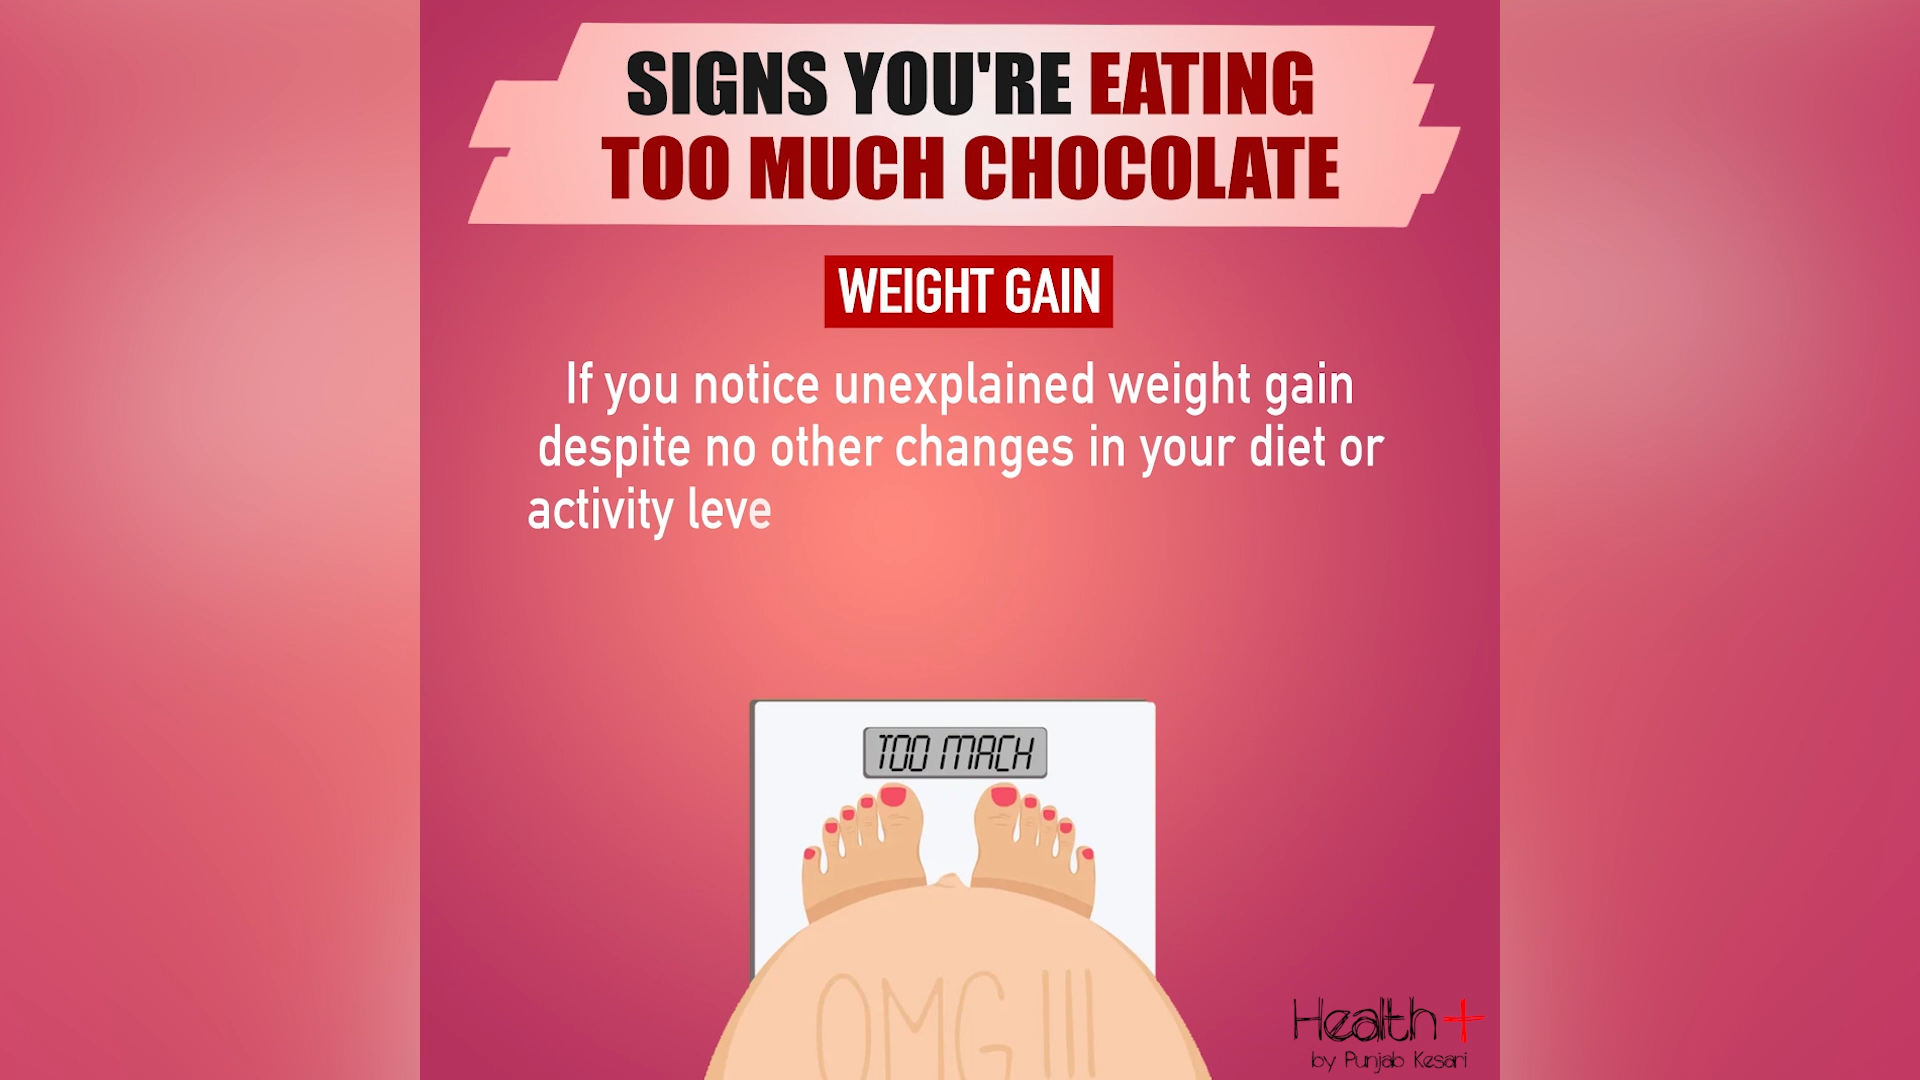 SIGNS YOU'RE EATING
TOO MUCH CHOCOLATE
WEIGHT GAIN
If you notice unexplained weight gain
despite no other changes in your diet or
activity leve
TOO MACH
OMG!!!
Health+
by Punjab Kesari